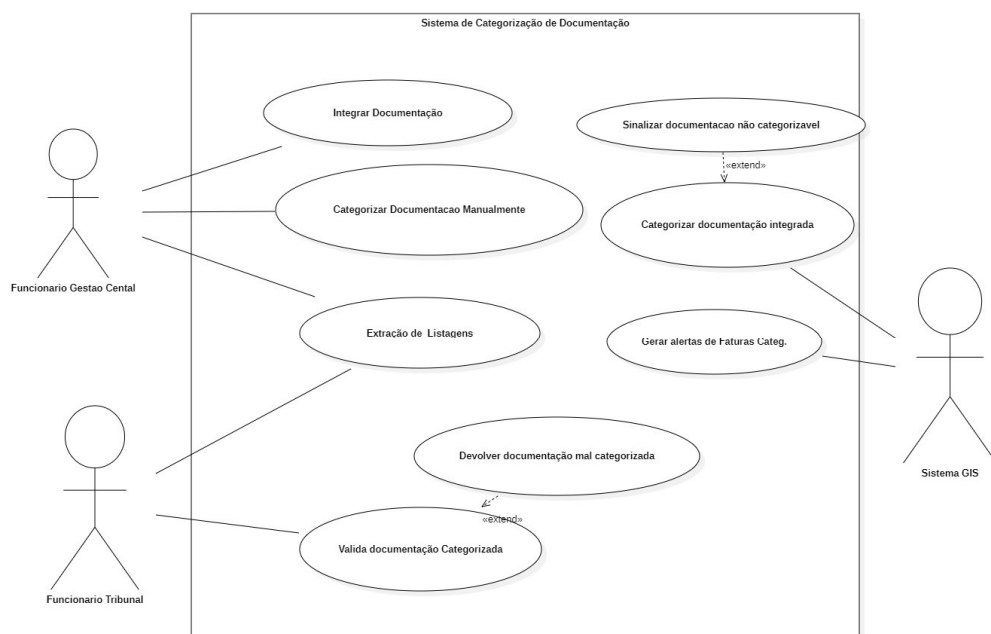 Sistema de Categorização de Documentação
Integrar Documentação
Sinalizar documentacao não categorizavel
«extend»
Categorizar Documentacao Manualmente
Categorizar documentação integrada
Funcionario Gestao Cental
Extração de Listagens
Gerar alertas de Faturas Categ.
Devolver documentação mal categorizada
Sistema GIS
«extend»
Valida documentação Categorizada
Funcionario Tribunal